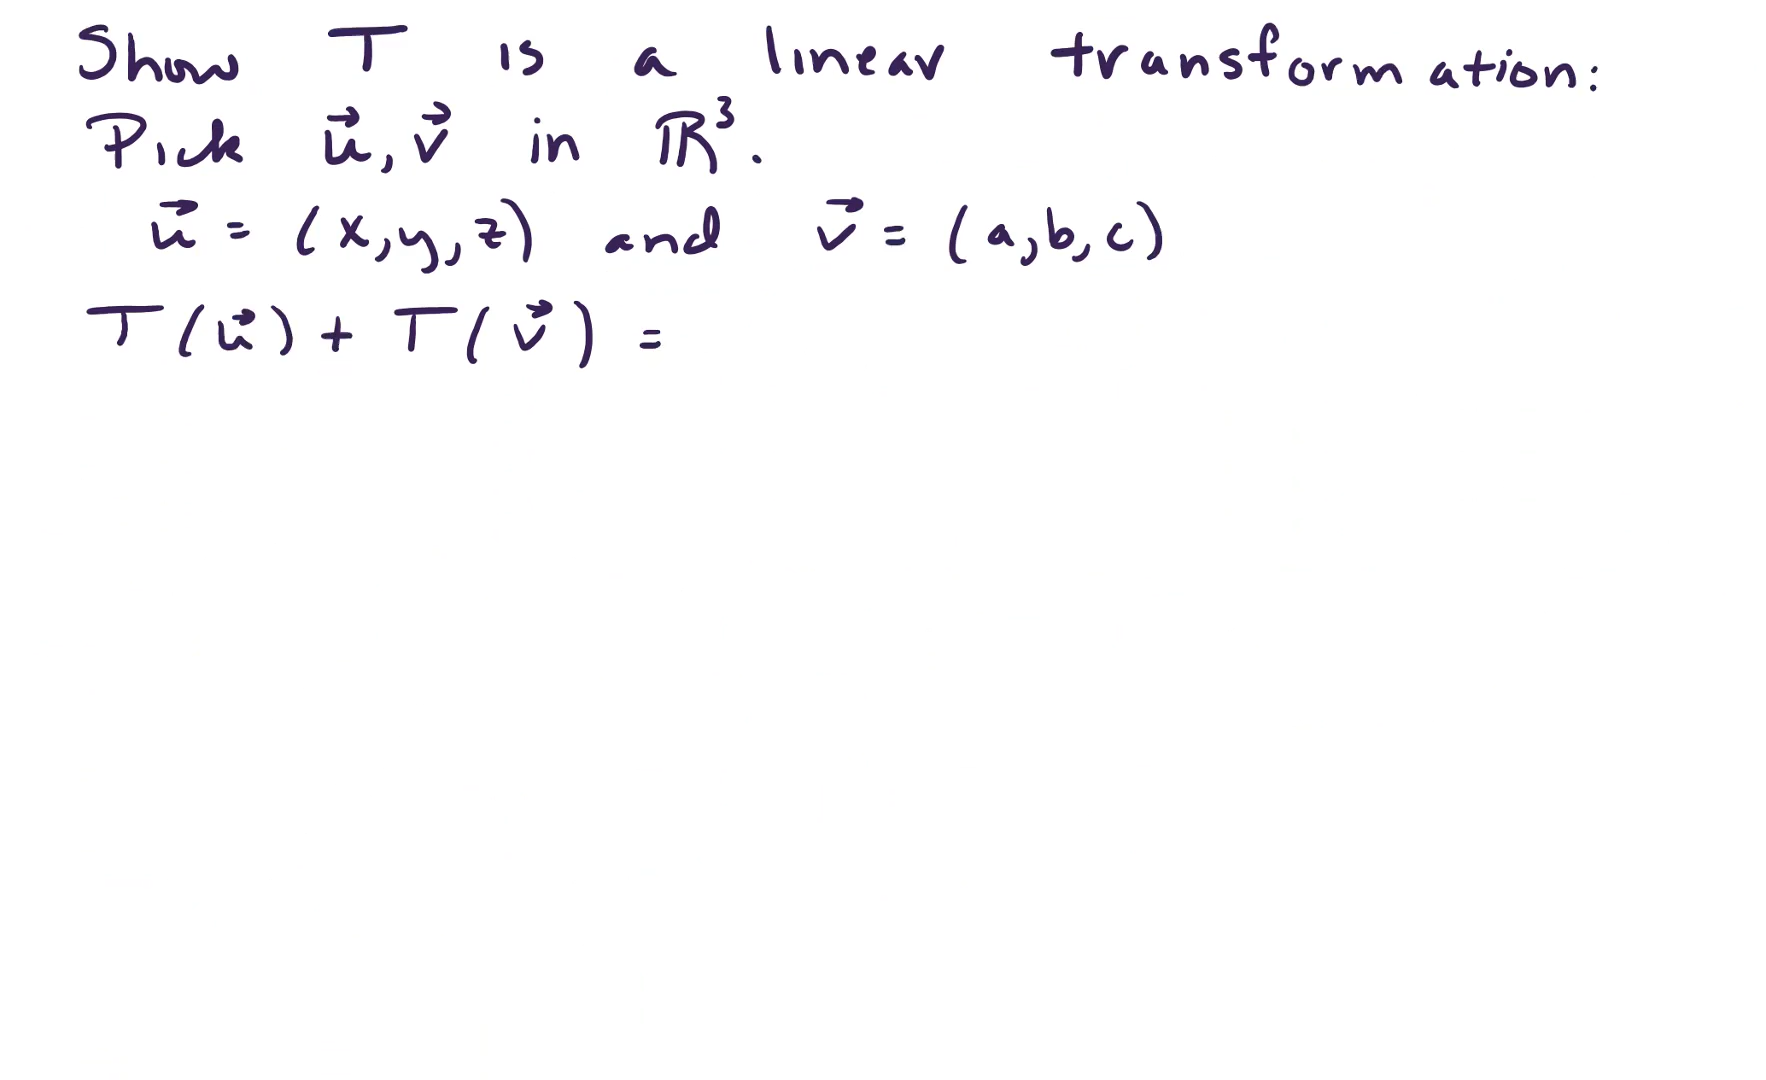 Show T is a linear transformation:
Pick u⃗, v⃗ in ℝ³.
u⃗ = (x, y, z) and v⃗ = (a, b, c)
T(u⃗) + T(v⃗) =